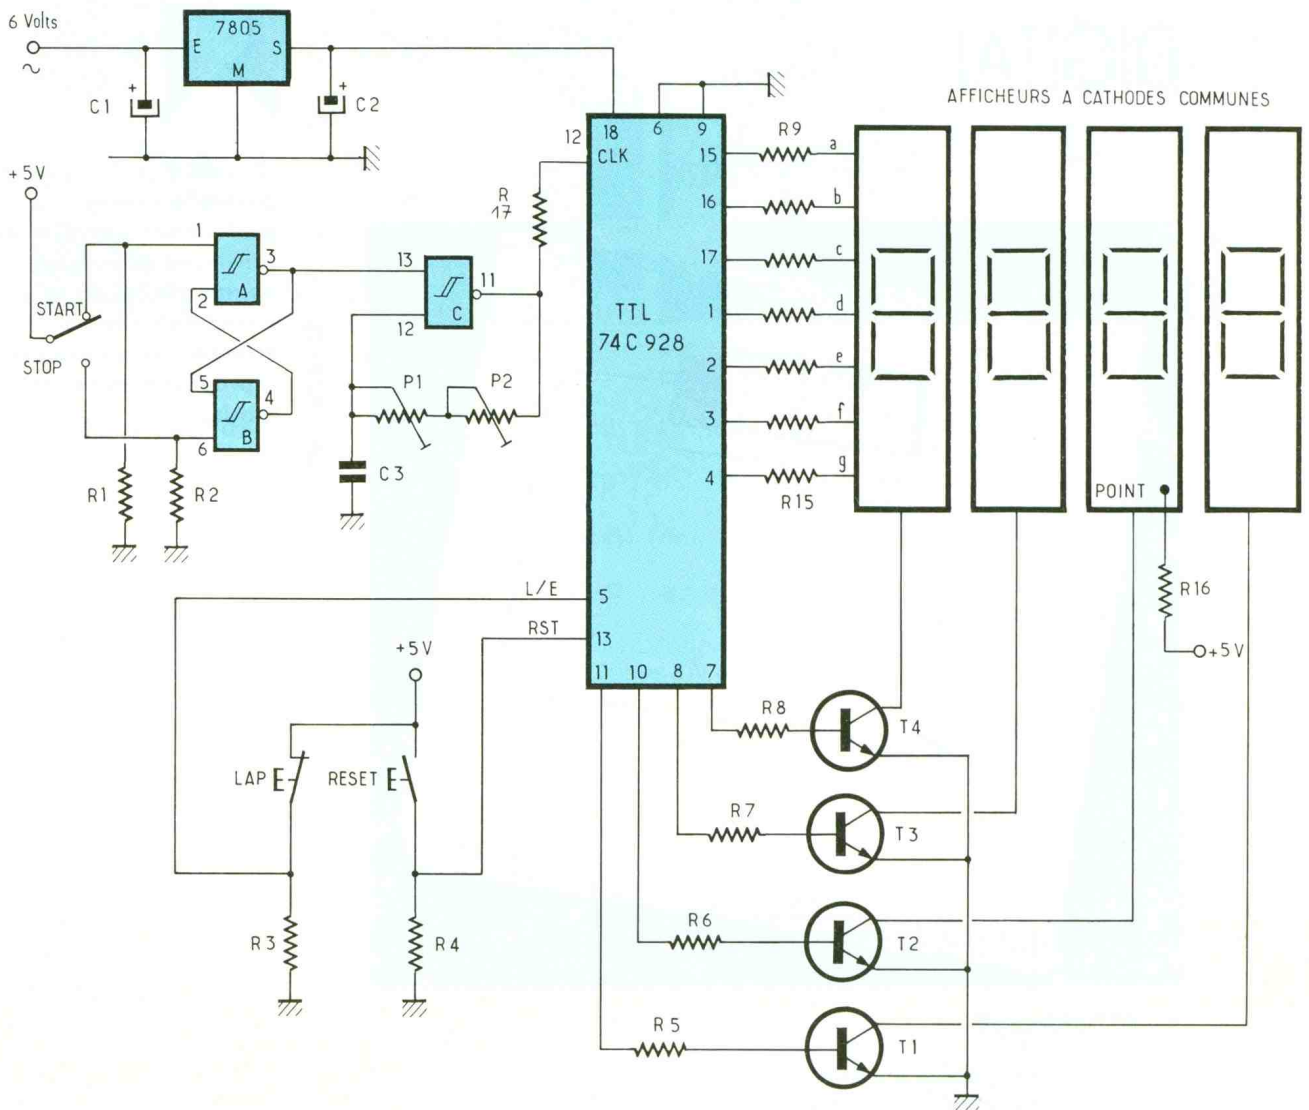 6 Volts
7805
E
S
M
C1
+
C2
+
AFFICHEURS A CATHODES COMMUNES
+5V
START
STOP
1
2
3
A
5
6
4
B
R1
R2
13
12
11
C
R
17
P1
P2
C3
12
18
6
9
CLK
TTL
74C928
15
16
17
1
2
3
4
R9
R15
a
b
c
d
e
f
g
POINT
R16
+5V
L/E
5
RST
13
11
10
8
7
+5V
LAP
RESET
R3
R4
R8
T4
R7
T3
R6
T2
R5
T1